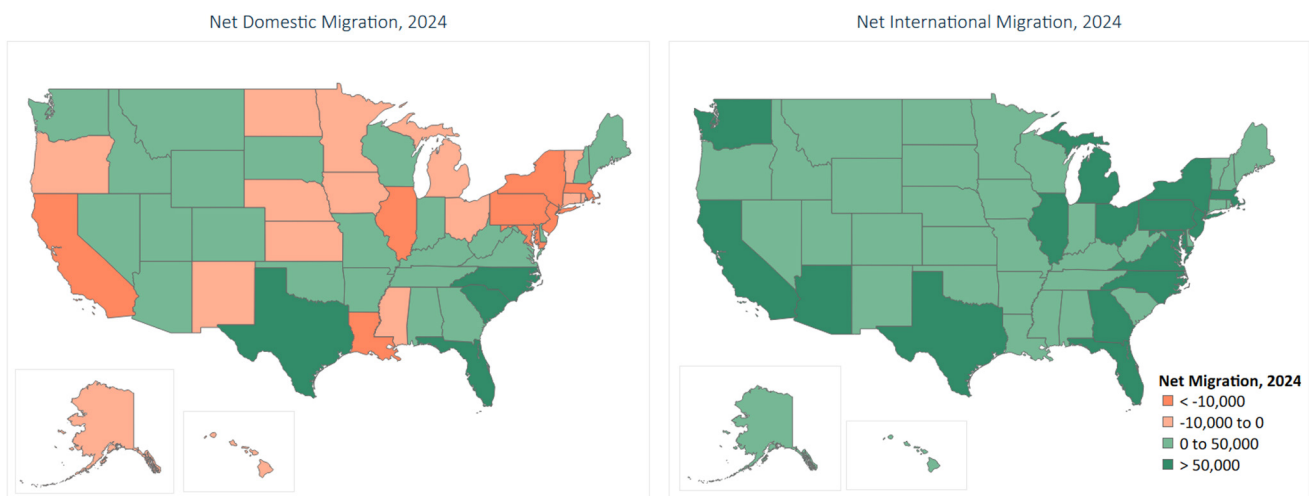 Net Domestic Migration, 2024
Net International Migration, 2024
Net Migration, 2024
< -10,000
-10,000 to 0
0 to 50,000
> 50,000